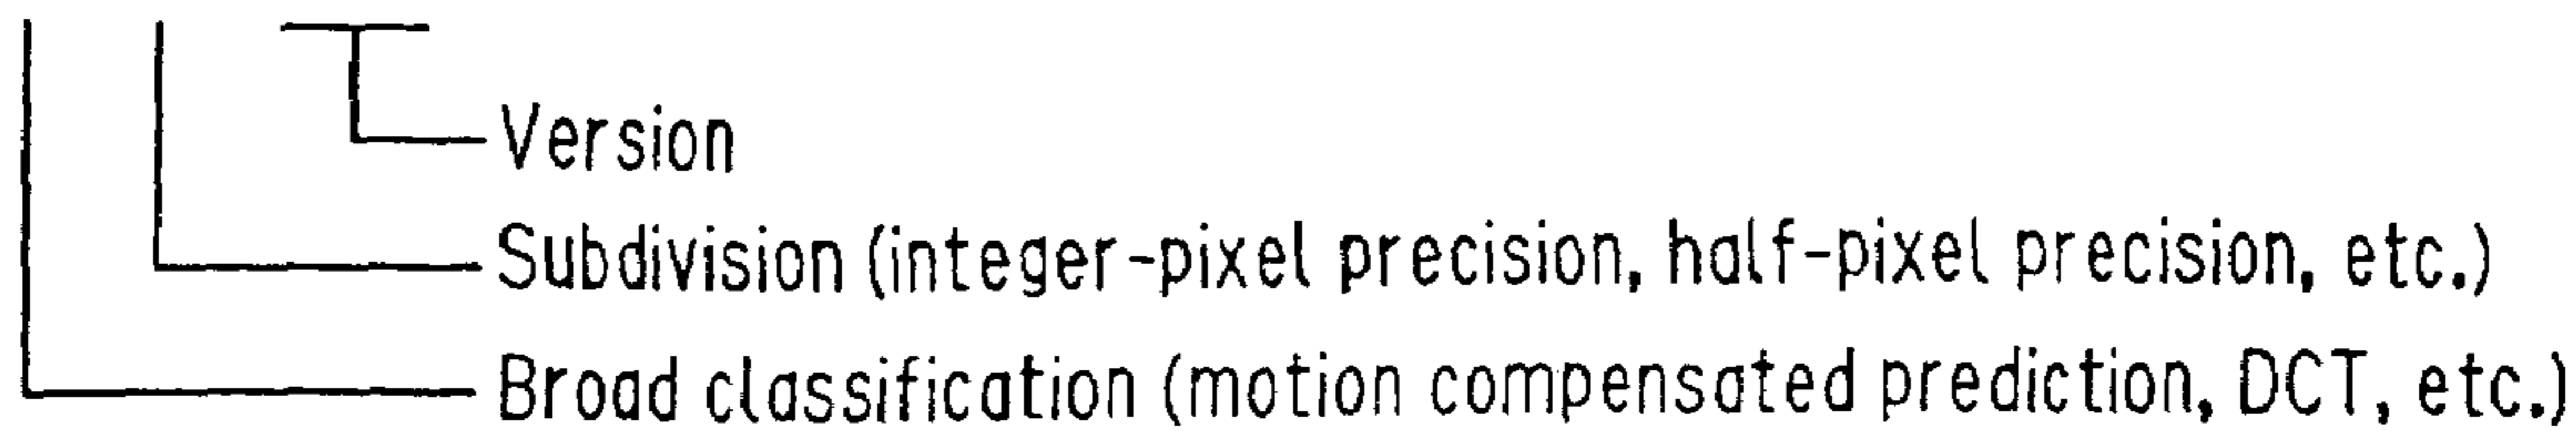 Version
Subdivision (integer-pixel precision, half-pixel precision, etc.)
Broad classification (motion compensated prediction, DCT, etc.)